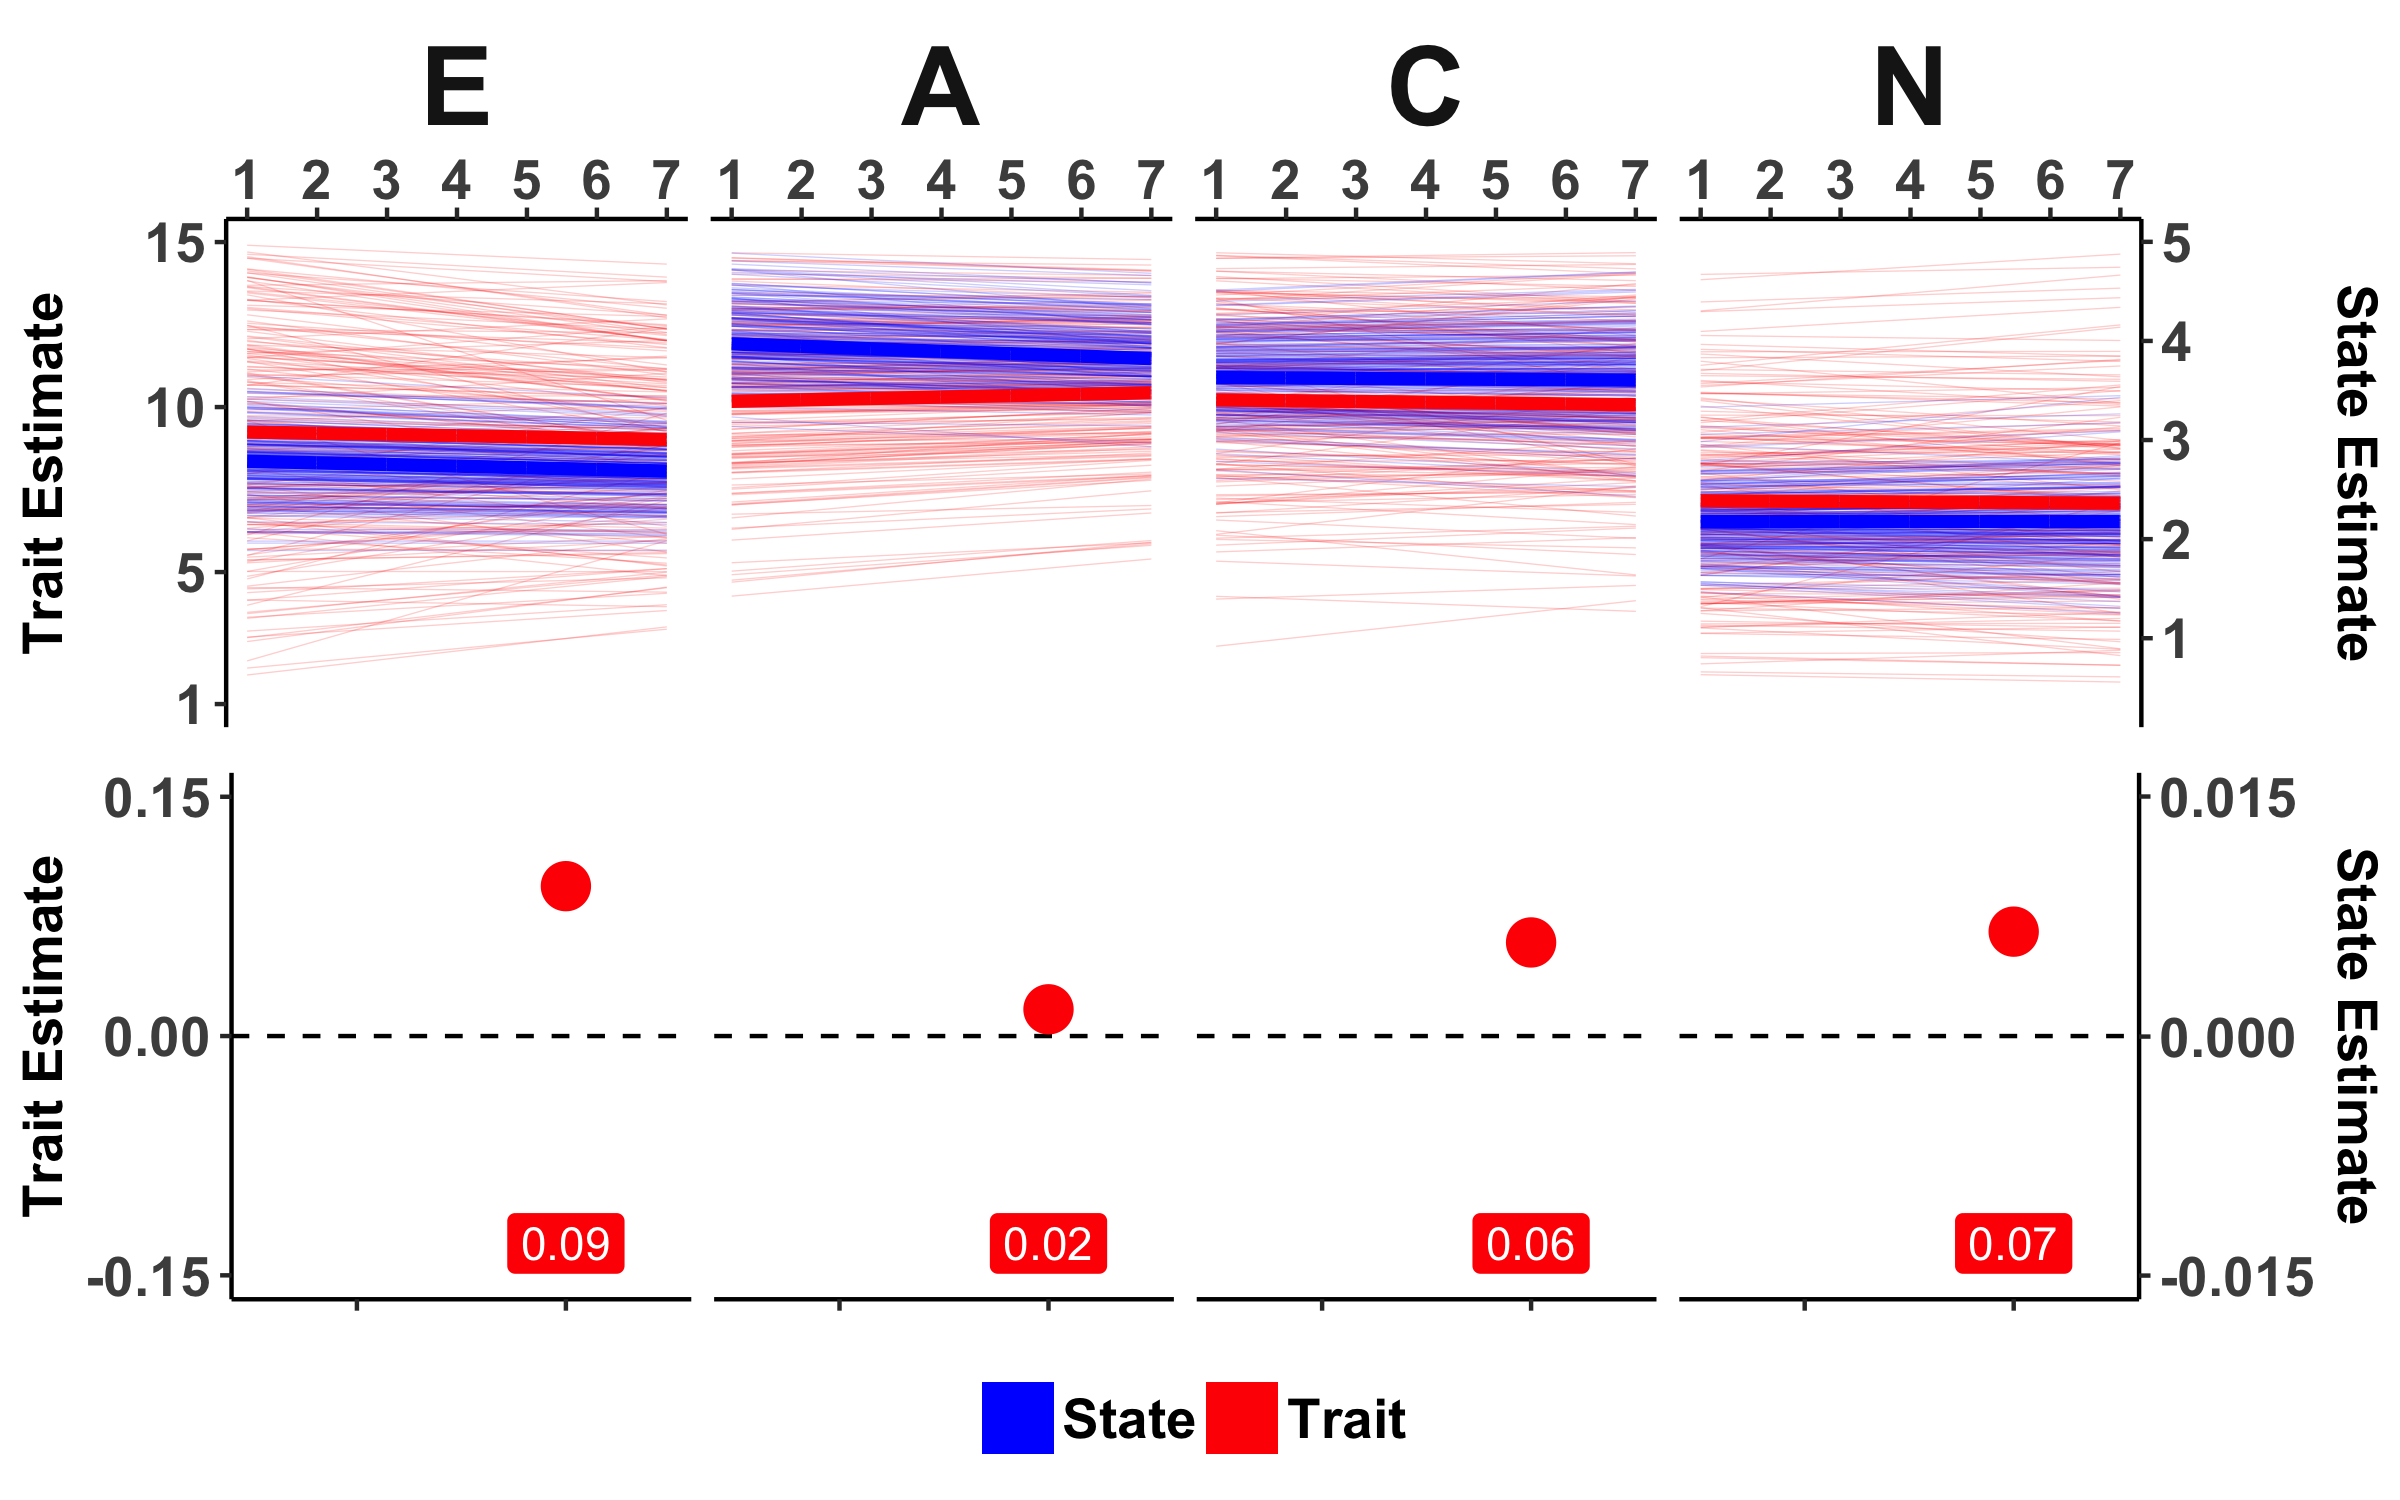 E A C N
1 2 3 4 5 6 7 1 2 3 4 5 6 7 1 2 3 4 5 6 7 1 2 3 4 5 6 7
Trait Estimate
15
10
5
1
5
4
3
2
1
State Estimate
Trait Estimate
0.15
0.00
-0.15
0.015
0.000
-0.015
State Estimate
0.09 0.02 0.06 0.07
State Trait